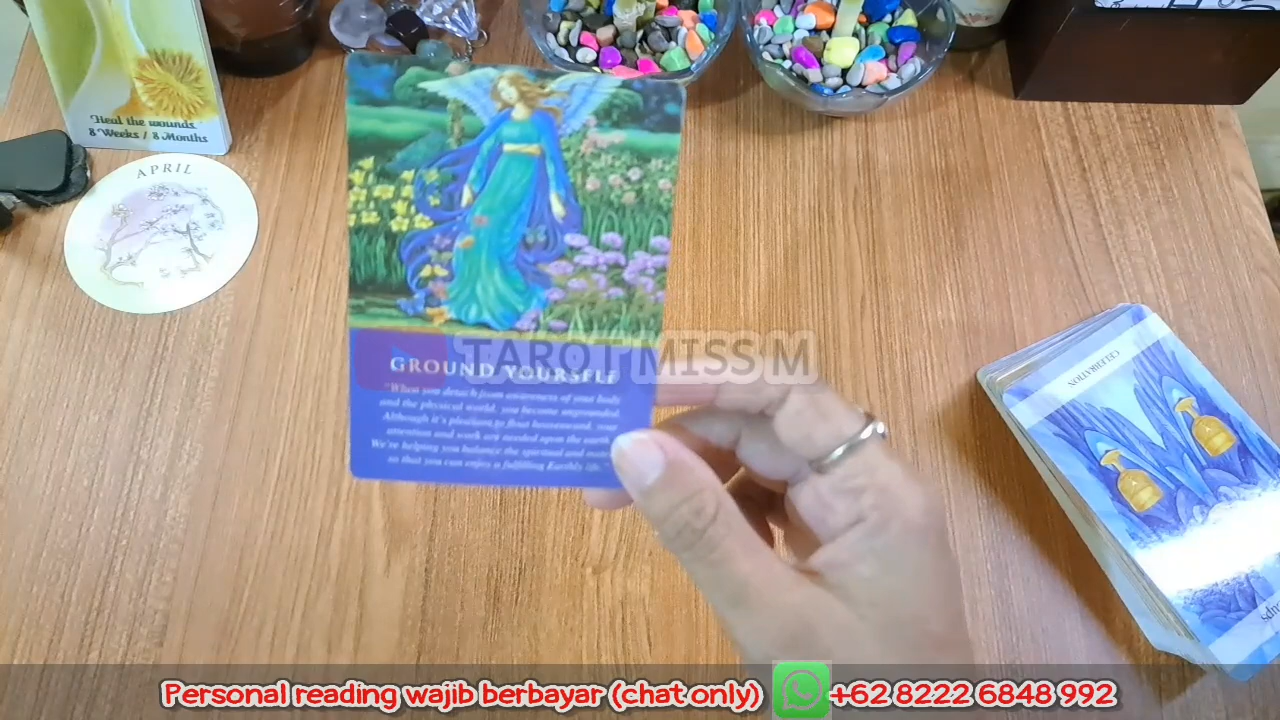 Heal the wounds.
8 Weeks / 8 Months
APRIL
CELEBRATION
TAROT MISS M
GROUND YOURSELF
"When you detach from awareness of your body
and the physical world, you become ungrounded.
Although it's pleasant to float heavenward, your
attention and work are needed upon the earth.
We're helping you balance the spiritual and
so that you can enjoy a fulfilling Earthly life.
Personal reading wajib berbayar (chat only) +62 8222 6848 992